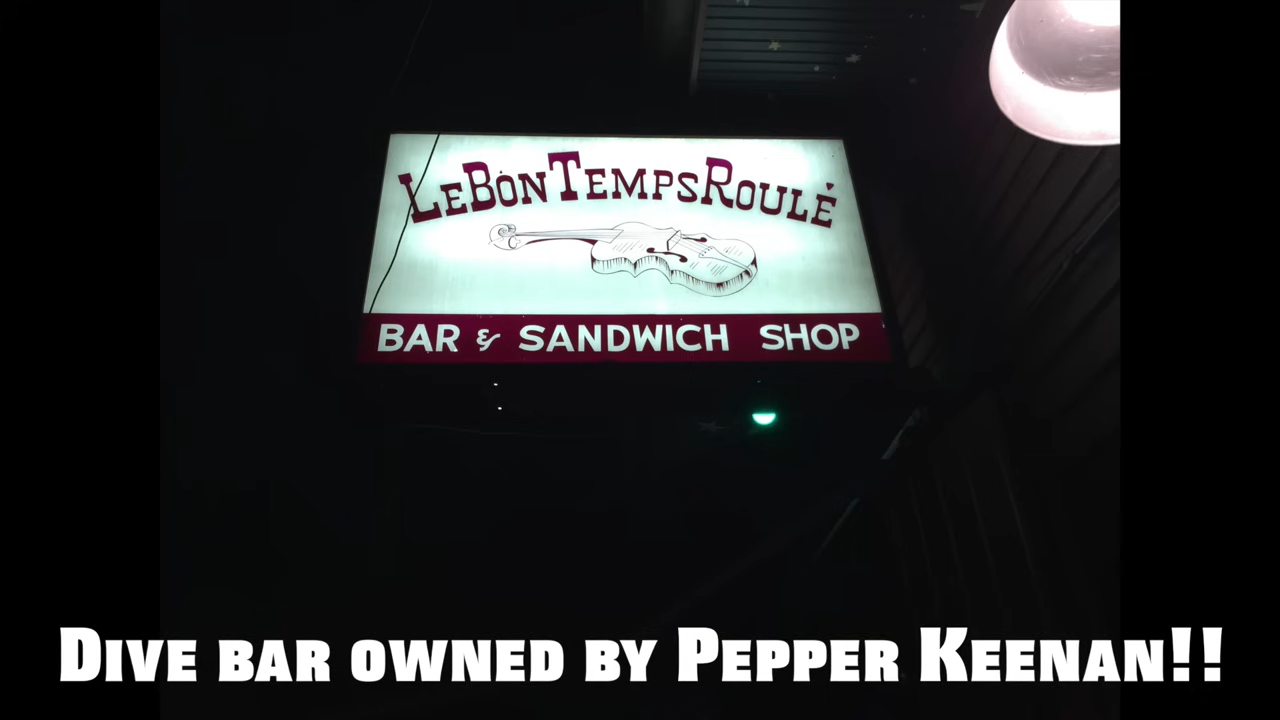 LeBonTempsRoulé
BAR & SANDWICH SHOP
Dive bar owned by Pepper Keenan!!